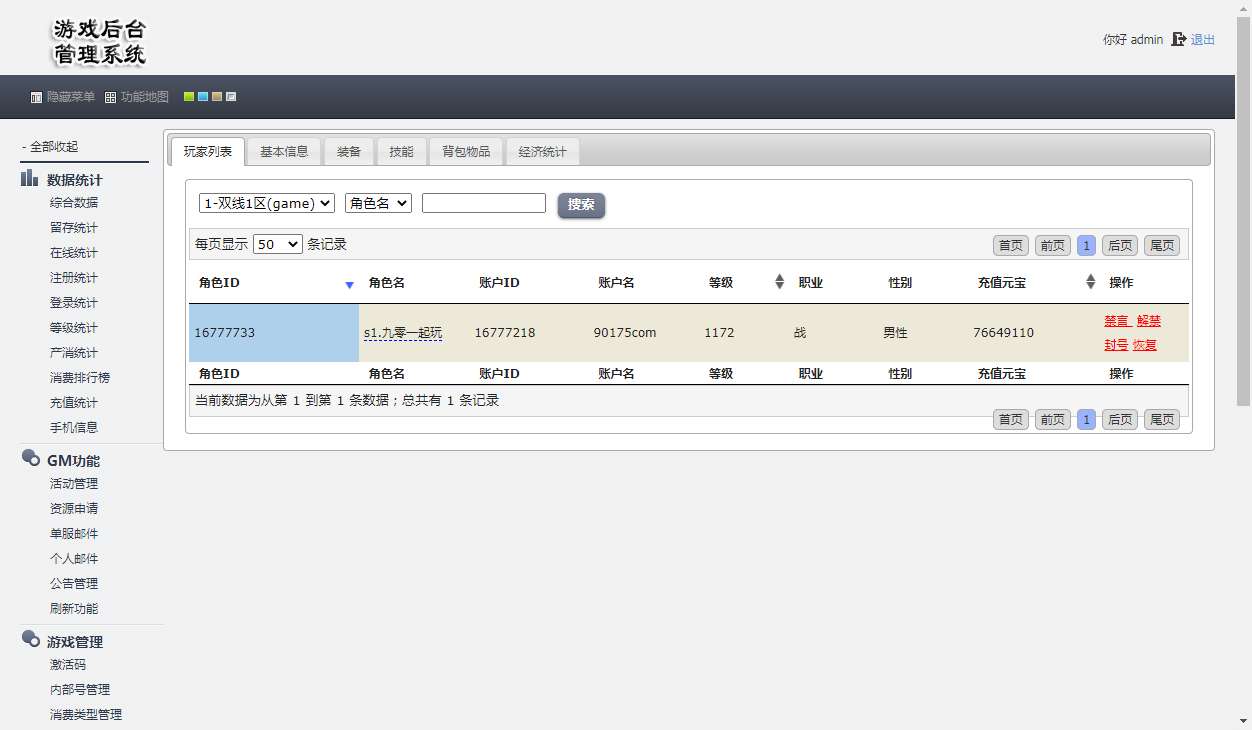 游戏后台
管理系统
你好 admin 退出
隐藏菜单 功能地图
- 全部收起
数据统计
综合数据
留存统计
在线统计
注册统计
登录统计
等级统计
产消统计
消费排行榜
充值统计
手机信息
GM功能
活动管理
资源申请
单服邮件
个人邮件
公告管理
刷新功能
游戏管理
激活码
内部号管理
消费类型管理
玩家列表 基本信息 装备 技能 背包物品 经济统计
1-双线1区(game) 角色名 搜索
每页显示 50 条记录 首页 前页 1 后页 尾页
角色ID 角色名 账户ID 账户名 等级 职业 性别 充值元宝 操作
16777733 s1.九零一起玩 16777218 90175com 1172 战 男性 76649110 禁言 解禁
封号 恢复
角色ID 角色名 账户ID 账户名 等级 职业 性别 充值元宝 操作
当前数据为从第 1 到第 1 条数据；总共有 1 条记录
首页 前页 1 后页 尾页